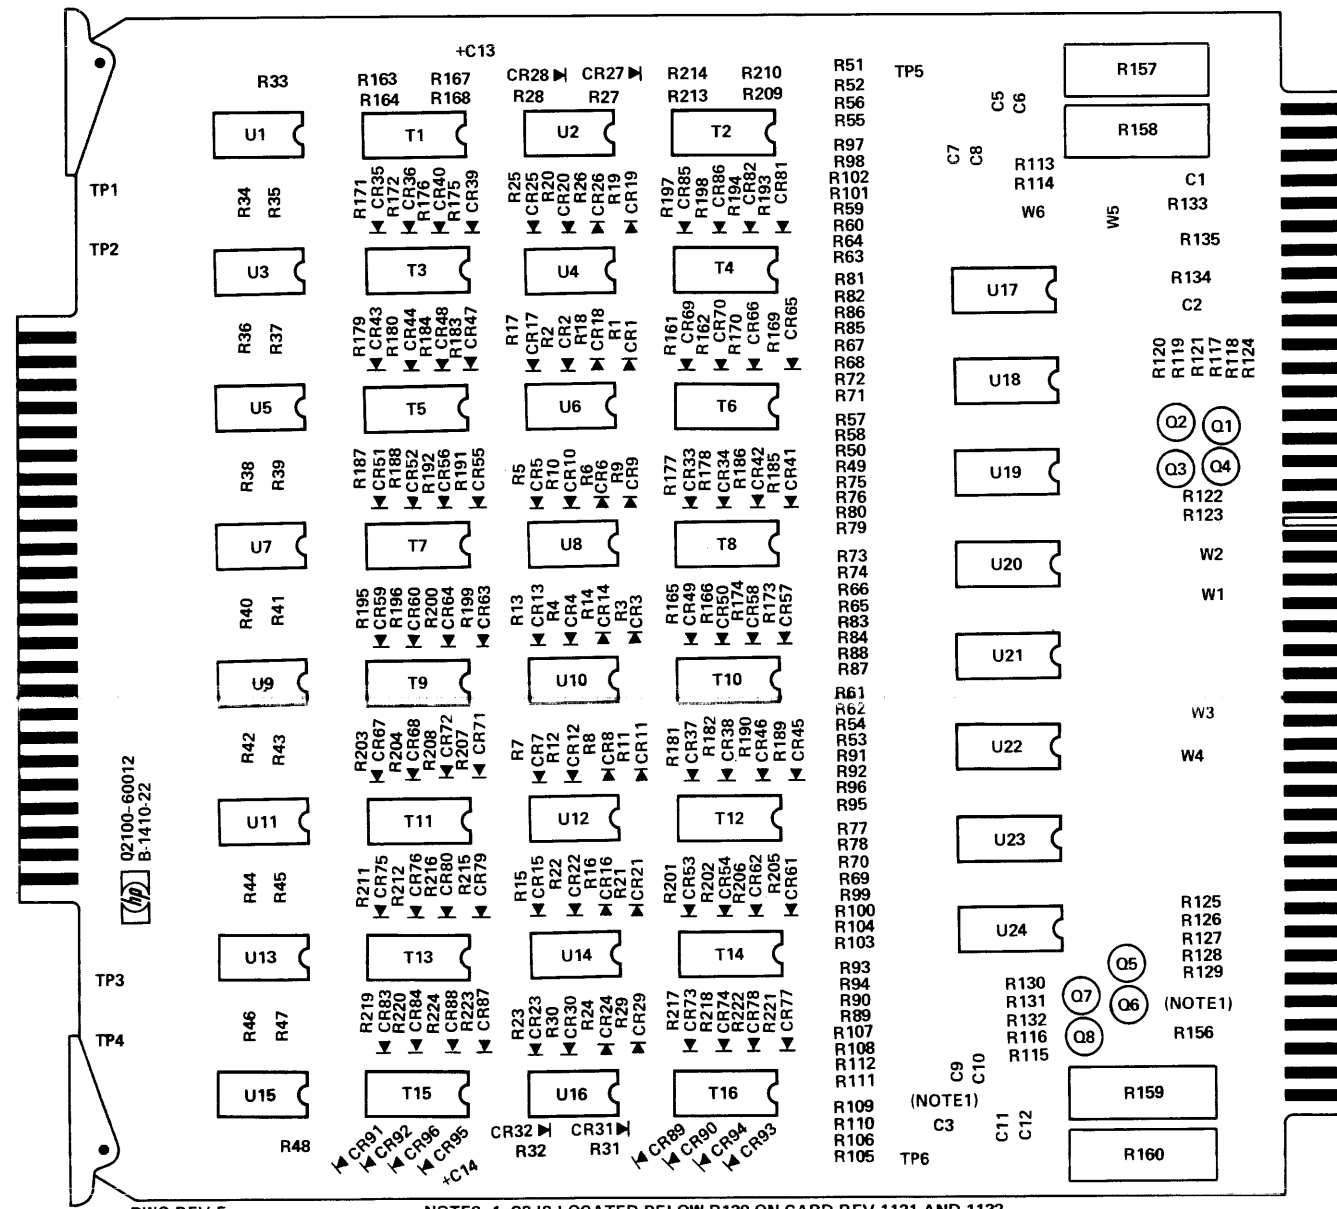 +C13
R33 R163 R167 CR28 CR27 R214 R210 R51 TP5 R157
R164 R168 R28 R27 R213 R209 R52
R56 C5 C6
R55
U1 T1 U2 T2 R158
R97 C7 C8
R98 R113
R102 R114 C1
R101
TP1 R34 R35 R171 CR35 R172 CR36 R176 CR40 R175 CR39 R25 CR25 R20 CR20 R26 CR26 R19 CR19 R197 CR85 R198 CR86 R194 CR82 R193 CR81
R59 W6 W5 R133
R60
R64 R135
TP2 R63
U3 T3 U4 T4 R81 U17 R134
R82
R86 C2
R85
R36 R37 R179 CR43 R180 CR44 R184 CR48 R183 CR47 R17 CR17 R2 CR2 R18 CR18 R1 CR1 R161 CR69 R162 CR70 R170 CR66 R169 CR65
R67 R120 R119 R121 R117 R118 R124
R68
R72 U18
R71
U5 T5 U6 T6 R57 Q2 Q1
R58
R50
R49 U19 Q3 Q4
R38 R39 R187 CR51 R188 CR52 R192 CR56 R191 CR55 R5 CR5 R10 CR10 R6 CR6 R9 CR9 R177 CR33 R178 CR34 R186 CR42 R185 CR41
R75
R76 R122
R80 R123
R79
U7 T7 U8 T8 R73 W2
R74 U20
R66 W1
R65
R40 R41 R195 CR59 R196 CR60 R200 CR64 R199 CR63 R13 CR13 R4 CR4 R14 CR14 R3 CR3 R165 CR49 R166 CR50 R174 CR58 R173 CR57
R83
R84
R88 U21
R87
U9 T9 U10 T10 R61
R62 W3
R54
R53
R42 R43 R203 CR67 R204 CR68 R208 CR72 R207 CR71 R7 CR7 R12 CR12 R8 CR8 R11 CR11 R181 CR37 R182 CR38 R190 CR46 R189 CR45
R91 U22 W4
R92
R96
R95
hp 02100-60012
B-1410-22
U11 T11 U12 T12 R77 U23
R78
R70
R69
R44 R45 R211 CR75 R212 CR76 R216 CR80 R215 CR79 R15 CR15 R22 CR22 R16 CR16 R21 CR21 R201 CR53 R202 CR54 R206 CR62 R205 CR61
R99 R125
R100 R126
R104 U24 R127
R103 R128
U13 T13 U14 T14 R93 Q5 R129
TP3 R94 R130
R90 R131 Q7 Q6 (NOTE1)
R89 R132
R46 R47 R219 CR83 R220 CR84 R224 CR88 R223 CR87 R23 CR23 R30 CR30 R24 CR24 R29 CR29 R217 CR73 R218 CR74 R222 CR78 R221 CR77
TP4 R107 R116 Q8 R156
R108 R115
R112 C9 C10
R111
U15 T15 U16 T16 R159
R109 (NOTE1)
R110 C3 C11 C12
R106
R105 TP6 R160
R48 CR91 CR92 CR96 CR95 CR32 CR31 CR89 CR90 CR94 CR93
R32 R31
+C14